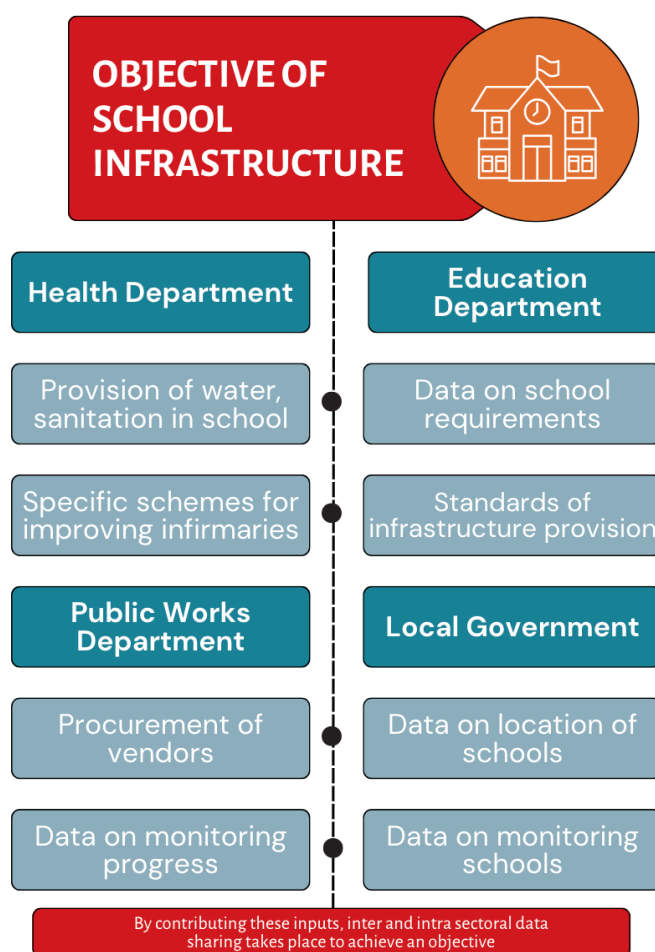 OBJECTIVE OF
SCHOOL
INFRASTRUCTURE
Health Department
Education
Department
Provision of water,
sanitation in school
Data on school
requirements
Specific schemes for
improving infirmaries
Standards of
infrastructure provision
Public Works
Department
Local Government
Procurement of
vendors
Data on location of
schools
Data on monitoring
progress
Data on monitoring
schools
By contributing these inputs, inter and intra sectoral data
sharing takes place to achieve an objective